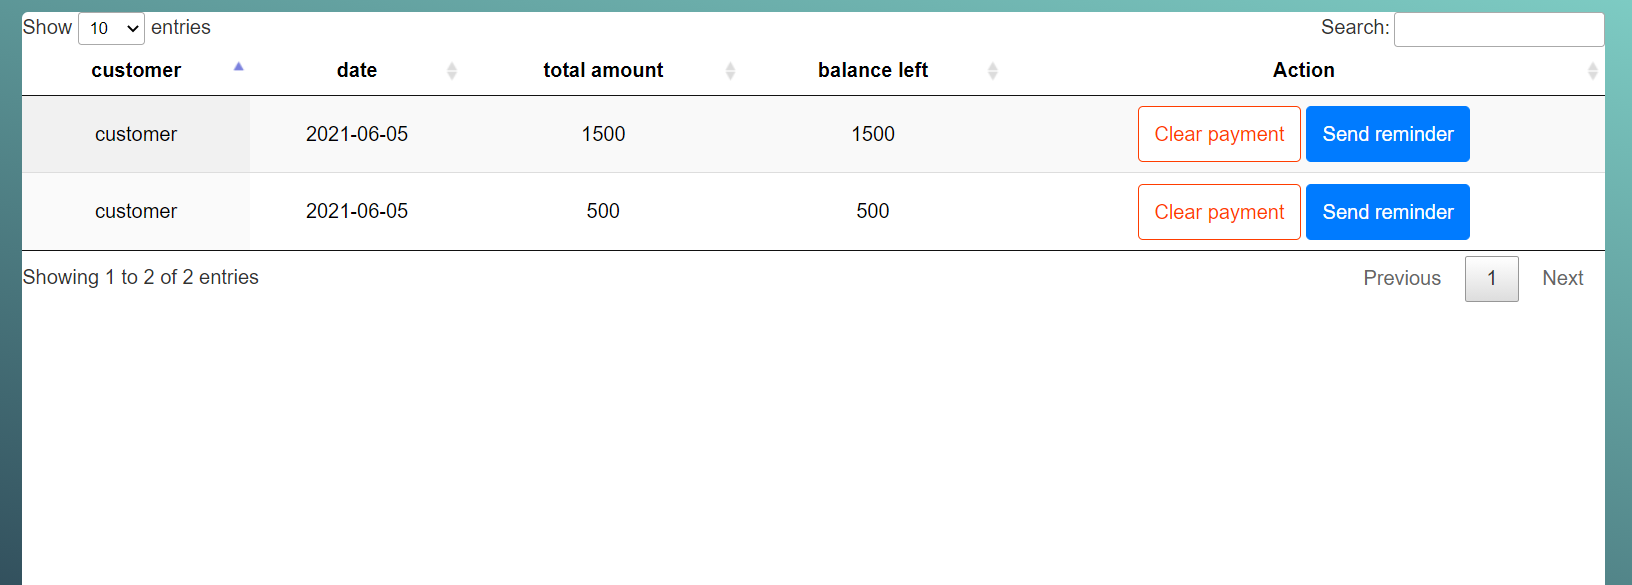 Show 10 entries Search:
customer date total amount balance left Action
customer 2021-06-05 1500 1500 Clear payment Send reminder
customer 2021-06-05 500 500 Clear payment Send reminder
Showing 1 to 2 of 2 entries Previous 1 Next